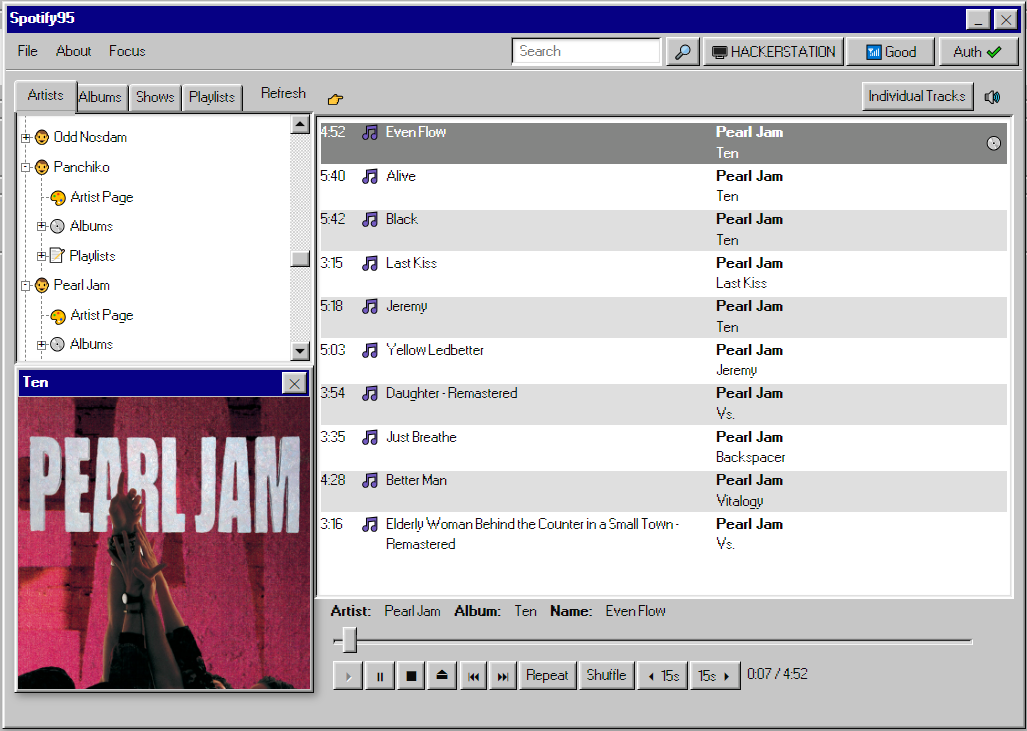 Spotify95
File About Focus
Search
HACKERSTATION
Good
Auth
Artists Albums Shows Playlists Refresh
Individual Tracks
Odd Nosdam
Panchiko
Artist Page
Albums
Playlists
Pearl Jam
Artist Page
Albums
Ten
PEARL JAM
4:52 Even Flow Pearl Jam
Ten
5:40 Alive Pearl Jam
Ten
5:42 Black Pearl Jam
Ten
3:15 Last Kiss Pearl Jam
Last Kiss
5:18 Jeremy Pearl Jam
Ten
5:03 Yellow Ledbetter Pearl Jam
Jeremy
3:54 Daughter - Remastered Pearl Jam
Vs.
3:35 Just Breathe Pearl Jam
Backspacer
4:28 Better Man Pearl Jam
Vitalogy
3:16 Elderly Woman Behind the Counter in a Small Town - Pearl Jam
Remastered Vs.
Artist: Pearl Jam Album: Ten Name: Even Flow
Repeat Shuffle 15s 15s 0:07 / 4:52